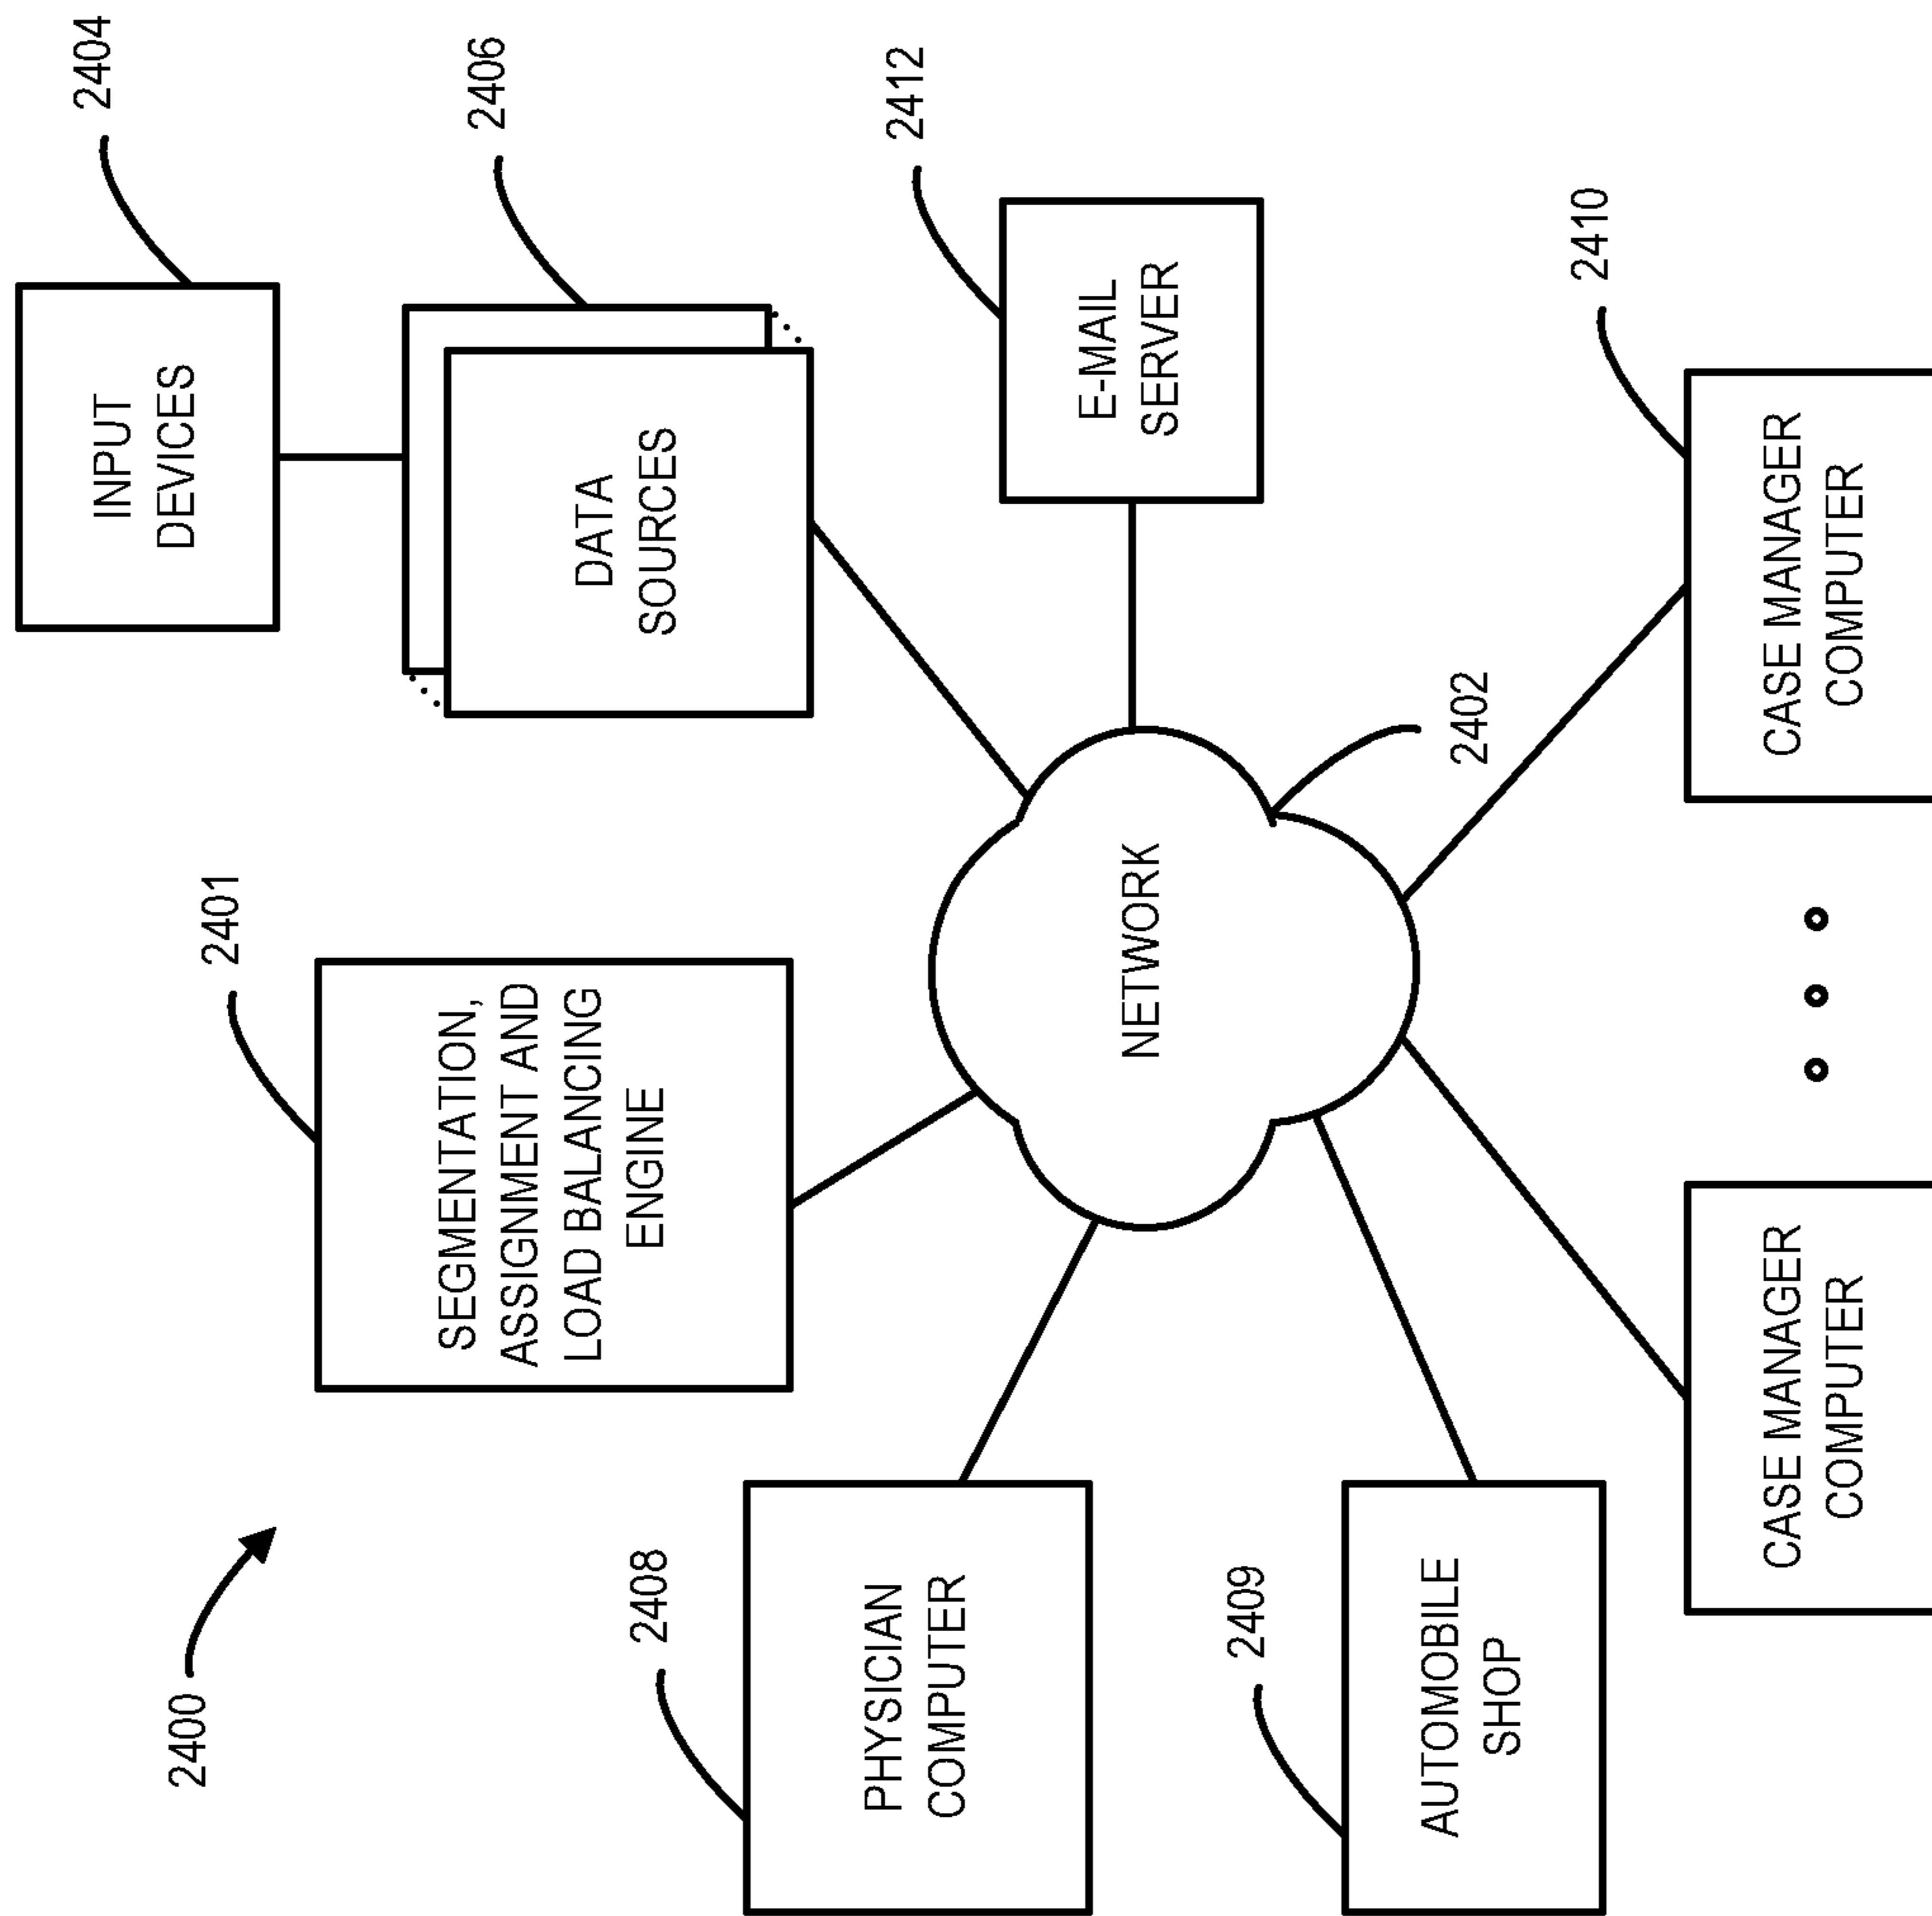 2400
2401
SEGMENTATION,
ASSIGNMENT AND
LOAD BALANCING
ENGINE
2404
INPUT
DEVICES
2406
DATA
SOURCES
2408
PHYSICIAN
COMPUTER
NETWORK
2402
2412
E-MAIL
SERVER
2409
AUTOMOBILE
SHOP
CASE MANAGER
COMPUTER
2410
CASE MANAGER
COMPUTER